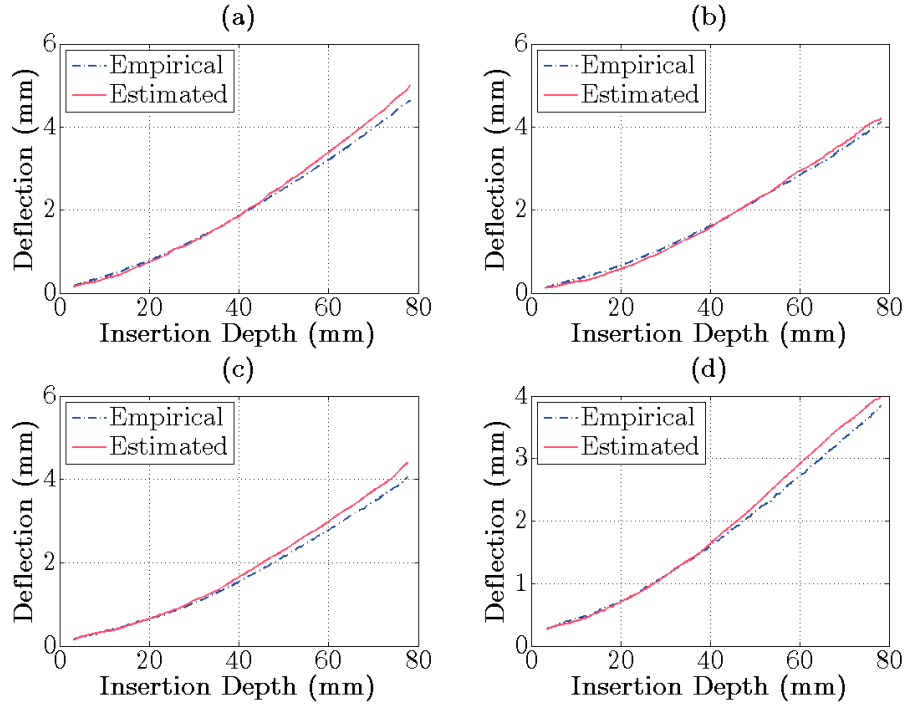 (a)
6
4
2
0
Deflection (mm)
Empirical
Estimated
0 20 40 60 80
Insertion Depth (mm)
(b)
6
4
2
0
Deflection (mm)
Empirical
Estimated
0 20 40 60 80
Insertion Depth (mm)
(c)
6
4
2
0
Deflection (mm)
Empirical
Estimated
0 20 40 60 80
Insertion Depth (mm)
(d)
4
3
2
1
0
Deflection (mm)
Empirical
Estimated
0 20 40 60 80
Insertion Depth (mm)